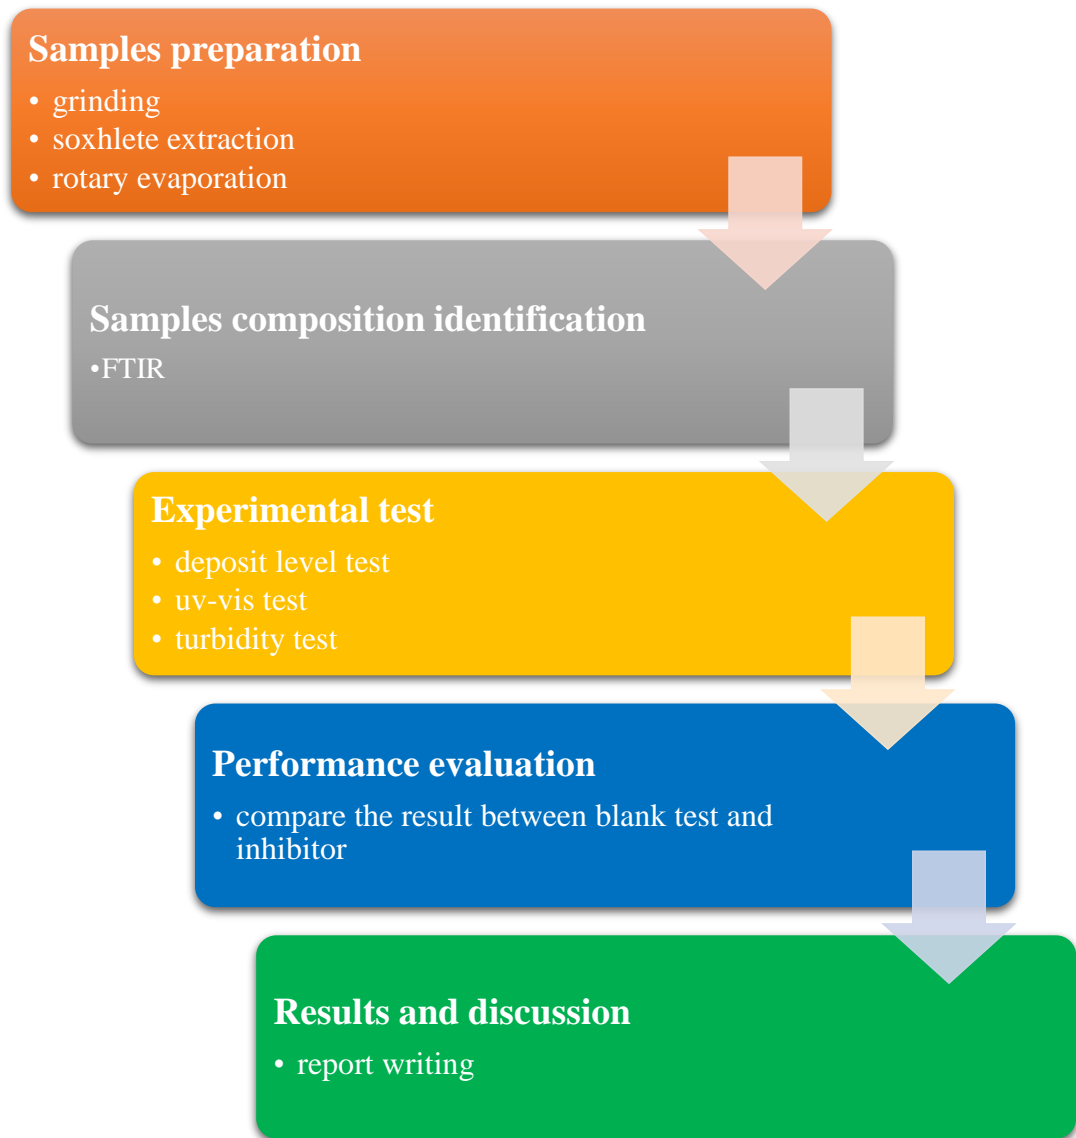 Samples preparation
• grinding
• soxhlete extraction
• rotary evaporation
Samples composition identification
•FTIR
Experimental test
• deposit level test
• uv-vis test
• turbidity test
Performance evaluation
• compare the result between blank test and
inhibitor
Results and discussion
• report writing